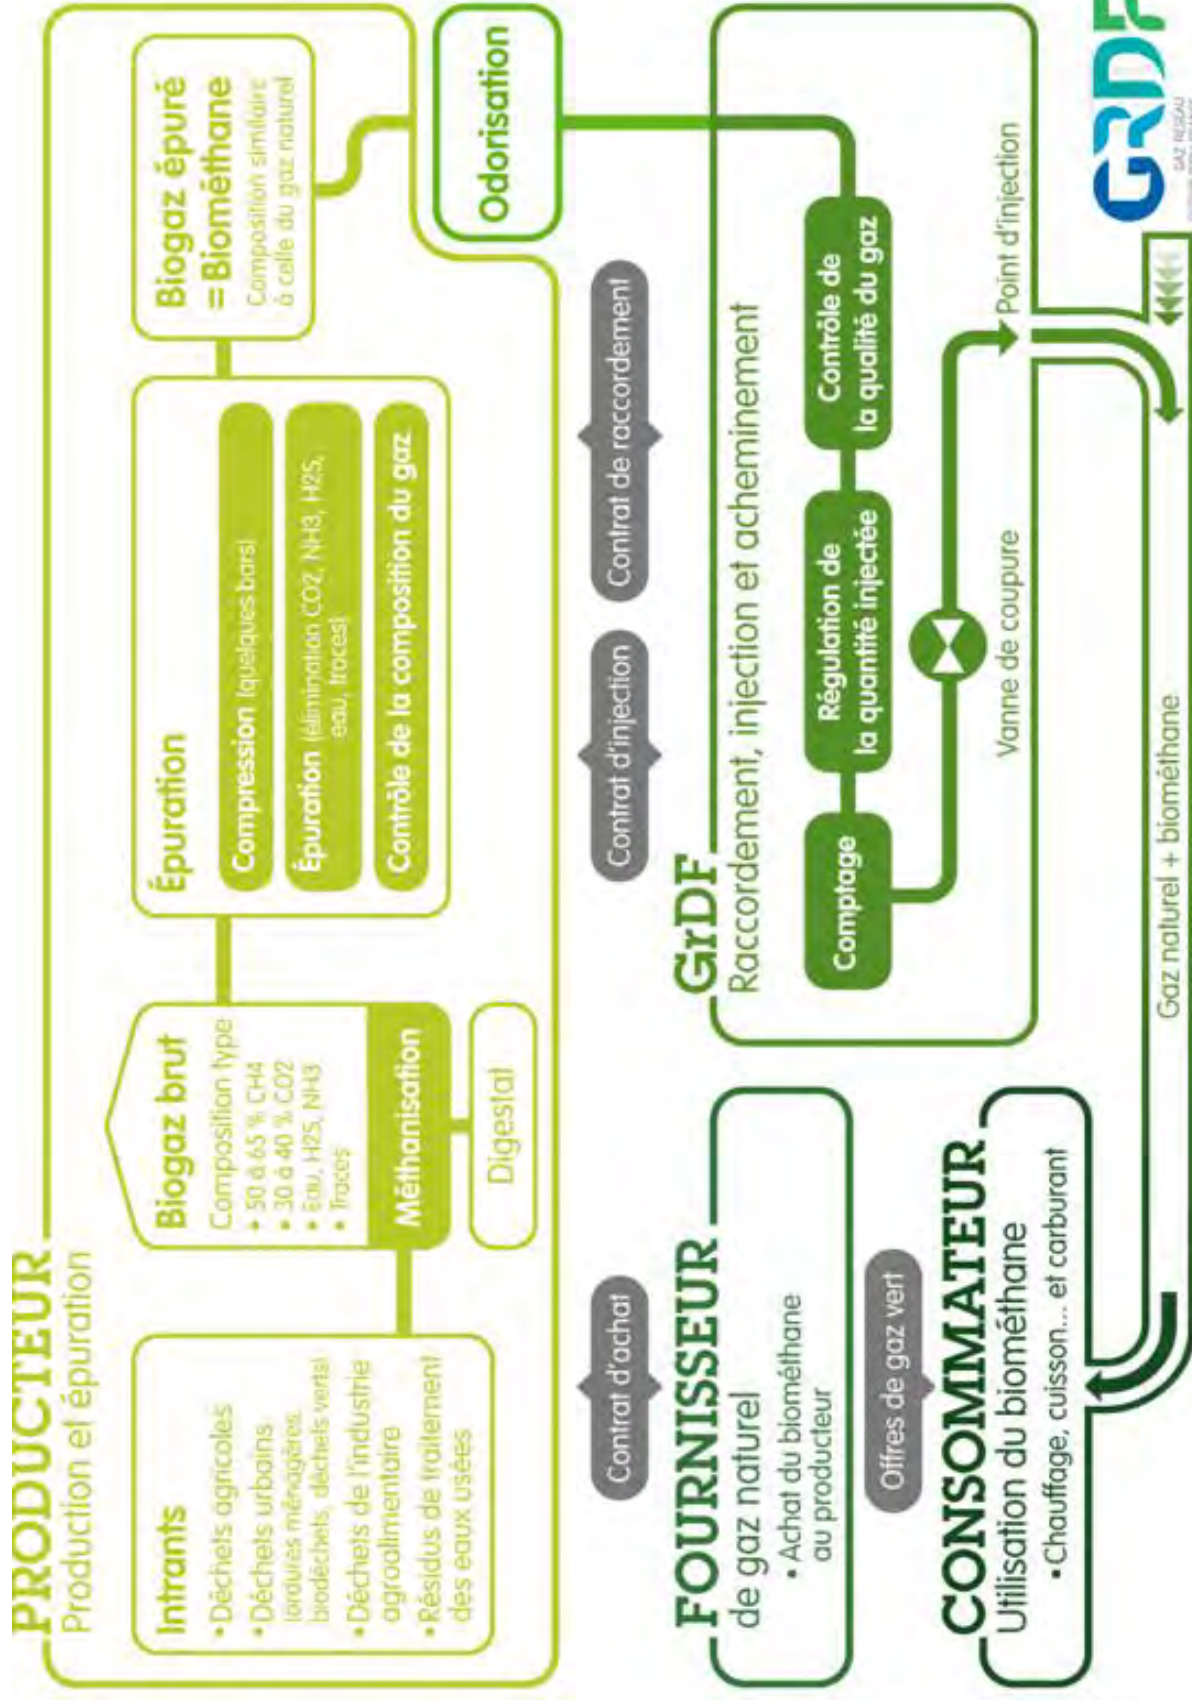 PRODUCTEUR
Production et épuration
Intrants
• Déchets agricoles
• Déchets urbains
(ordures ménagères,
biodéchets, déchets verts)
• Déchets de l'industrie
agroalimentaire
• Résidus de traitement
des eaux usées
Biogaz brut
Composition type
• 50 à 65 % CH4
• 30 à 40 % CO2
• Eau, H2S, NH3
• Traces
Méthanisation
Digestat
Épuration
Compression (quelques bars)
Épuration (élimination CO2, NH3, H2S,
eau, traces)
Contrôle de la composition du gaz
Biogaz épuré
= Biométhane
Composition similaire
à celle du gaz naturel
Odorisation
Contrat d'achat
Contrat d'injection
Contrat de raccordement
FOURNISSEUR
de gaz naturel
• Achat du biométhane
au producteur
Offres de gaz vert
CONSOMMATEUR
Utilisation du biométhane
• Chauffage, cuisson... et carburant
GrDF
Raccordement, injection et acheminement
Comptage
Régulation de
la quantité injectée
Contrôle de
la qualité du gaz
Vanne de coupure
Point d'injection
Gaz naturel + biométhane
GRDF
GAZ RÉSEAU